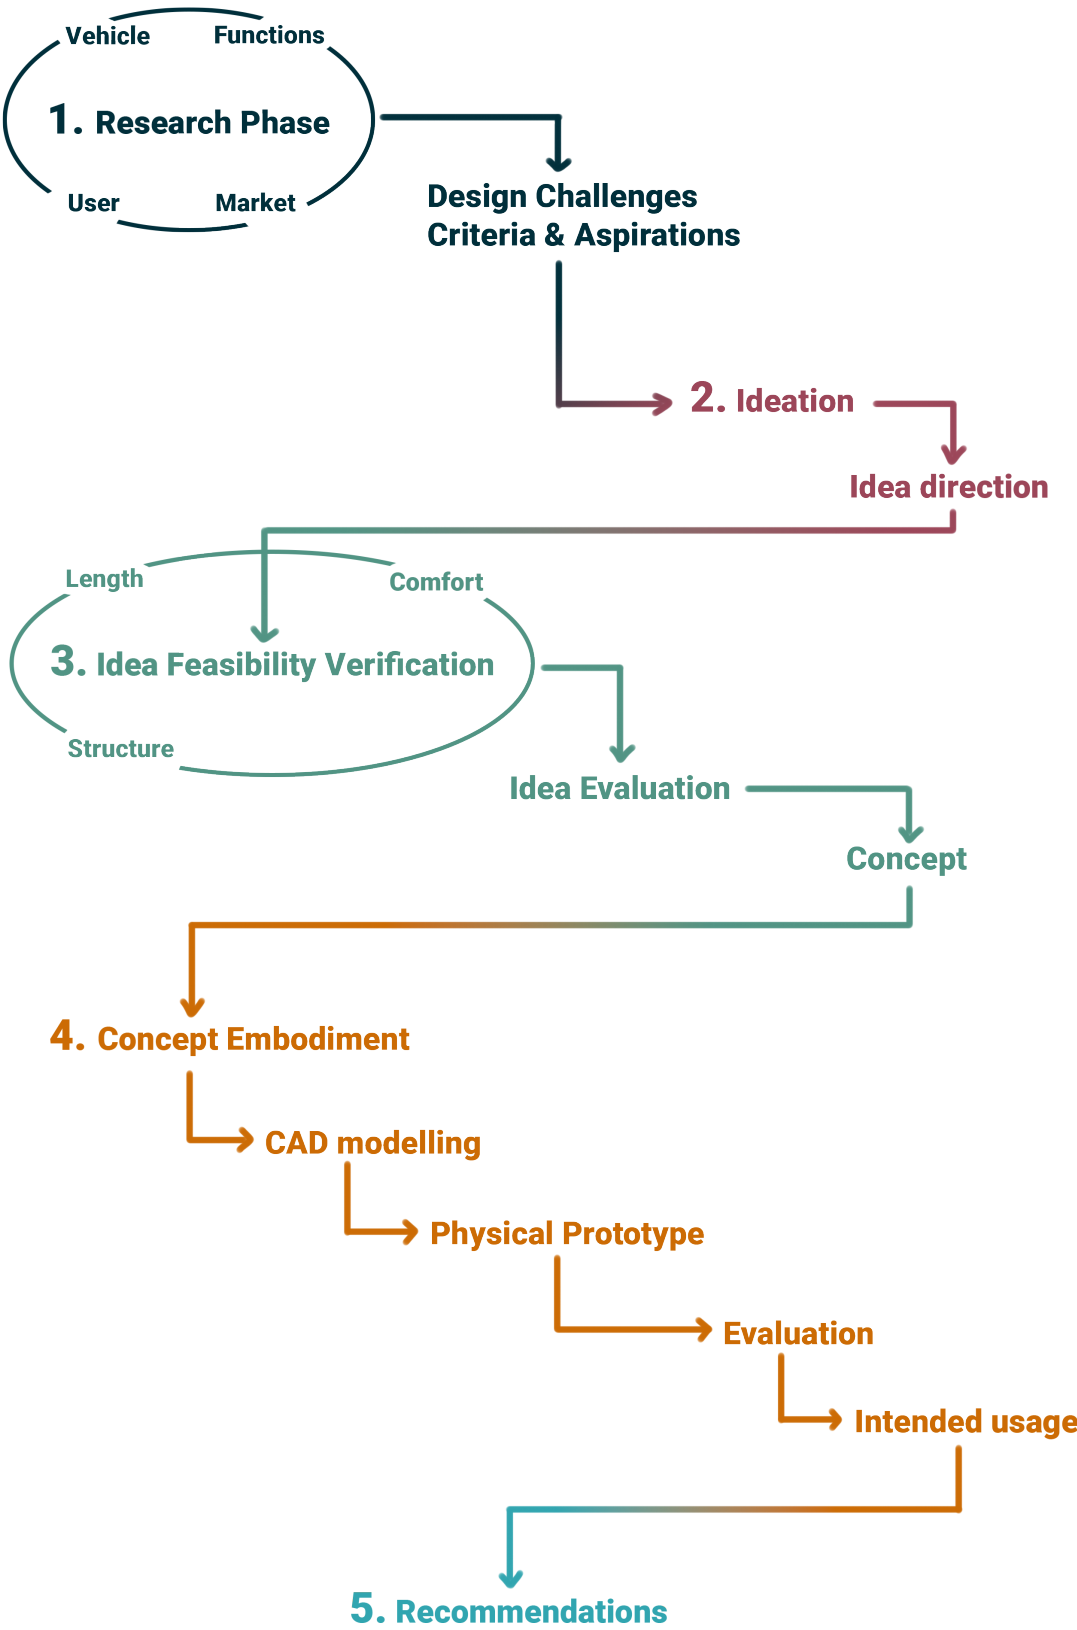 Vehicle Functions
1. Research Phase
User Market
Design Challenges
Criteria & Aspirations
2. Ideation
Idea direction
Length Comfort
3. Idea Feasibility Verification
Structure
Idea Evaluation
Concept
4. Concept Embodiment
CAD modelling
Physical Prototype
Evaluation
Intended usage
5. Recommendations